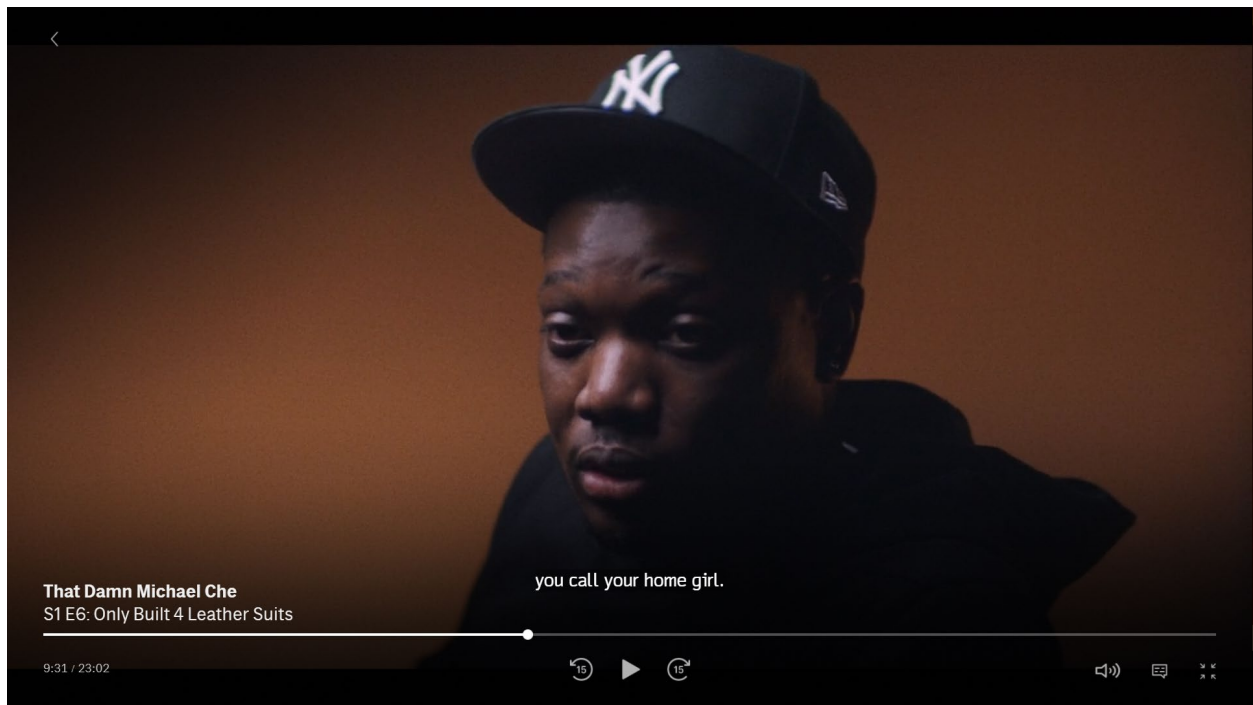 NY
you call your home girl.
That Damn Michael Che
S1 E6: Only Built 4 Leather Suits
9:31 / 23:02
15
15